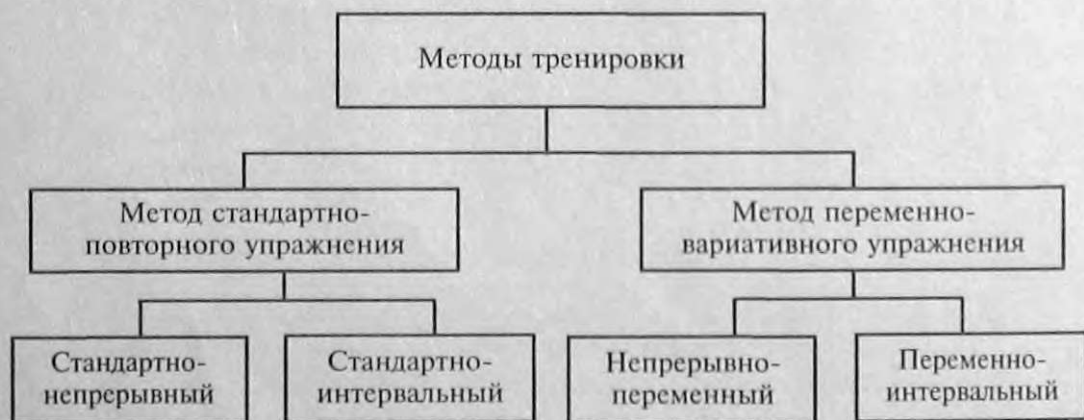 Методы тренировки
Метод стандартно-
повторного упражнения
Метод переменно-
вариативного упражнения
Стандартно-
непрерывный
Стандартно-
интервальный
Непрерывно-
переменный
Переменно-
интервальный